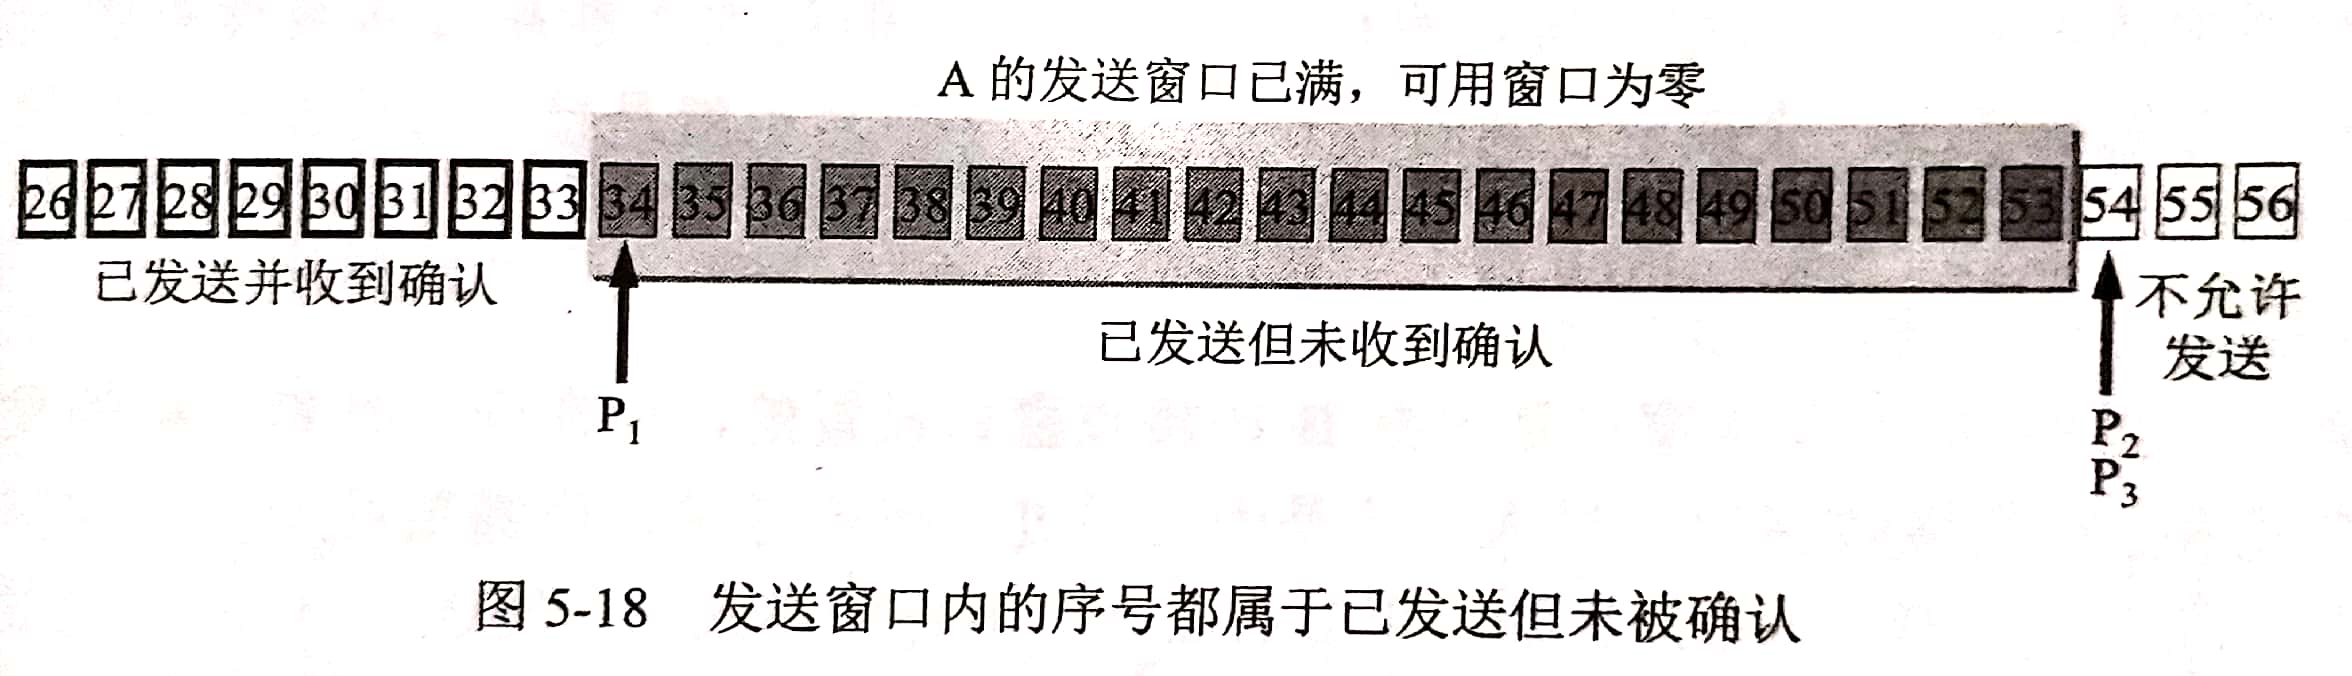 A 的发送窗口已满，可用窗口为零
26 27 28 29 30 31 32 33 34 35 36 37 38 39 40 41 42 43 44 45 46 47 48 49 50 51 52 53 54 55 56
已发送并收到确认
已发送但未收到确认
不允许
发送
P1
P2
P3
图 5-18 发送窗口内的序号都属于已发送但未被确认